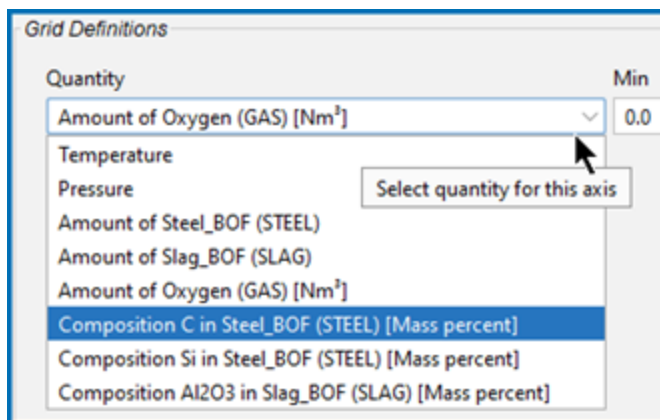 Grid Definitions
Quantity Min
Amount of Oxygen (GAS) [Nm³] 0.0
Temperature
Pressure
Select quantity for this axis
Amount of Steel_BOF (STEEL)
Amount of Slag_BOF (SLAG)
Amount of Oxygen (GAS) [Nm³]
Composition C in Steel_BOF (STEEL) [Mass percent]
Composition Si in Steel_BOF (STEEL) [Mass percent]
Composition Al2O3 in Slag_BOF (SLAG) [Mass percent]